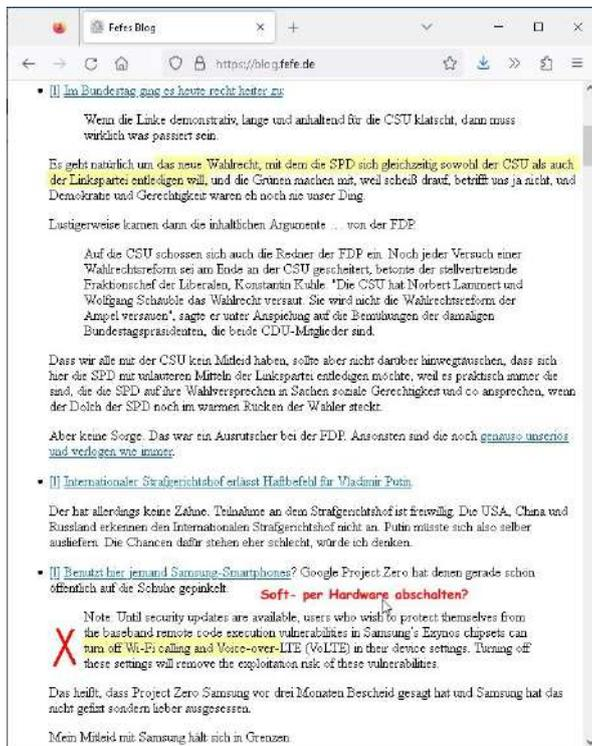 Fefes Blog
https://blog.fefe.de
[l] Im Bundestag ging es heute recht heiter zu:
Wenn die Linke demonstrativ, lange und anhaltend für die CSU klatscht, dann muss
wirklich was passiert sein.
Es geht natürlich um das neue Wahlrecht, mit dem die SPD sich gleichzeitig sowohl der CSU als auch
der Linkspartei entledigen will, und die Grünen machen mit, weil scheiß drauf, betrifft uns ja nicht, und
Demokratie und Gerechtigkeit waren eh noch nie unser Ding.
Lustigerweise kamen dann die inhaltlichen Argumente ... von der FDP.
Auf die CSU schossen sich auch die Redner der FDP ein. Noch jeder Versuch einer
Wahlrechtsreform sei am Ende an der CSU gescheitert, betonte der stellvertretende
Fraktionschef der Liberalen, Konstantin Kuhle. "Die CSU hat Norbert Lammert und
Wolfgang Schäuble das Wahlrecht versaut. Sie wird nicht die Wahlrechtsreform der
Ampel versauen", sagte er unter Anspielung auf die Bemühungen der damaligen
Bundestagspräsidenten, die beide CDU-Mitglieder sind.
Dass wir alle mit der CSU kein Mitleid haben, sollte aber nicht darüber hinwegtäuschen, dass sich
hier die SPD mit unlauteren Mitteln der Linkspartei entledigen möchte, weil es praktisch immer die
sind, die die SPD auf ihre Wahlversprechen in Sachen soziale Gerechtigkeit und co ansprechen, wenn
der Dolch der SPD noch im warmen Rücken der Wähler steckt.
Aber keine Sorge. Das war ein Ausrutscher bei der FDP. Ansonsten sind die noch genauso unseriös
und verlogen wie immer.
[l] Internationaler Strafgerichtshof erlässt Haftbefehl für Vladimir Putin.
Der hat allerdings keine Zähne. Teilnahme an dem Strafgerichtshof ist freiwillig. Die USA, China und
Russland erkennen den Internationalen Strafgerichtshof nicht an. Putin müsste sich also selber
ausliefern. Die Chancen dafür stehen eher schlecht, würde ich denken.
[l] Benutzt hier jemand Samsung-Smartphones? Google Project Zero hat denen gerade schön
öffentlich auf die Schuhe gepinkelt.
Soft- per Hardware abschalten?
Note: Until security updates are available, users who wish to protect themselves from
the baseband remote code execution vulnerabilities in Samsung's Exynos chipsets can
turn off Wi-Fi calling and Voice-over-LTE (VoLTE) in their device settings. Turning off
these settings will remove the exploitation risk of these vulnerabilities.
X
Das heißt, dass Project Zero Samsung vor drei Monaten Bescheid gesagt hat und Samsung hat das
nicht gefixt sondern lieber ausgesessen.
Mein Mitleid mit Samsung hält sich in Grenzen.